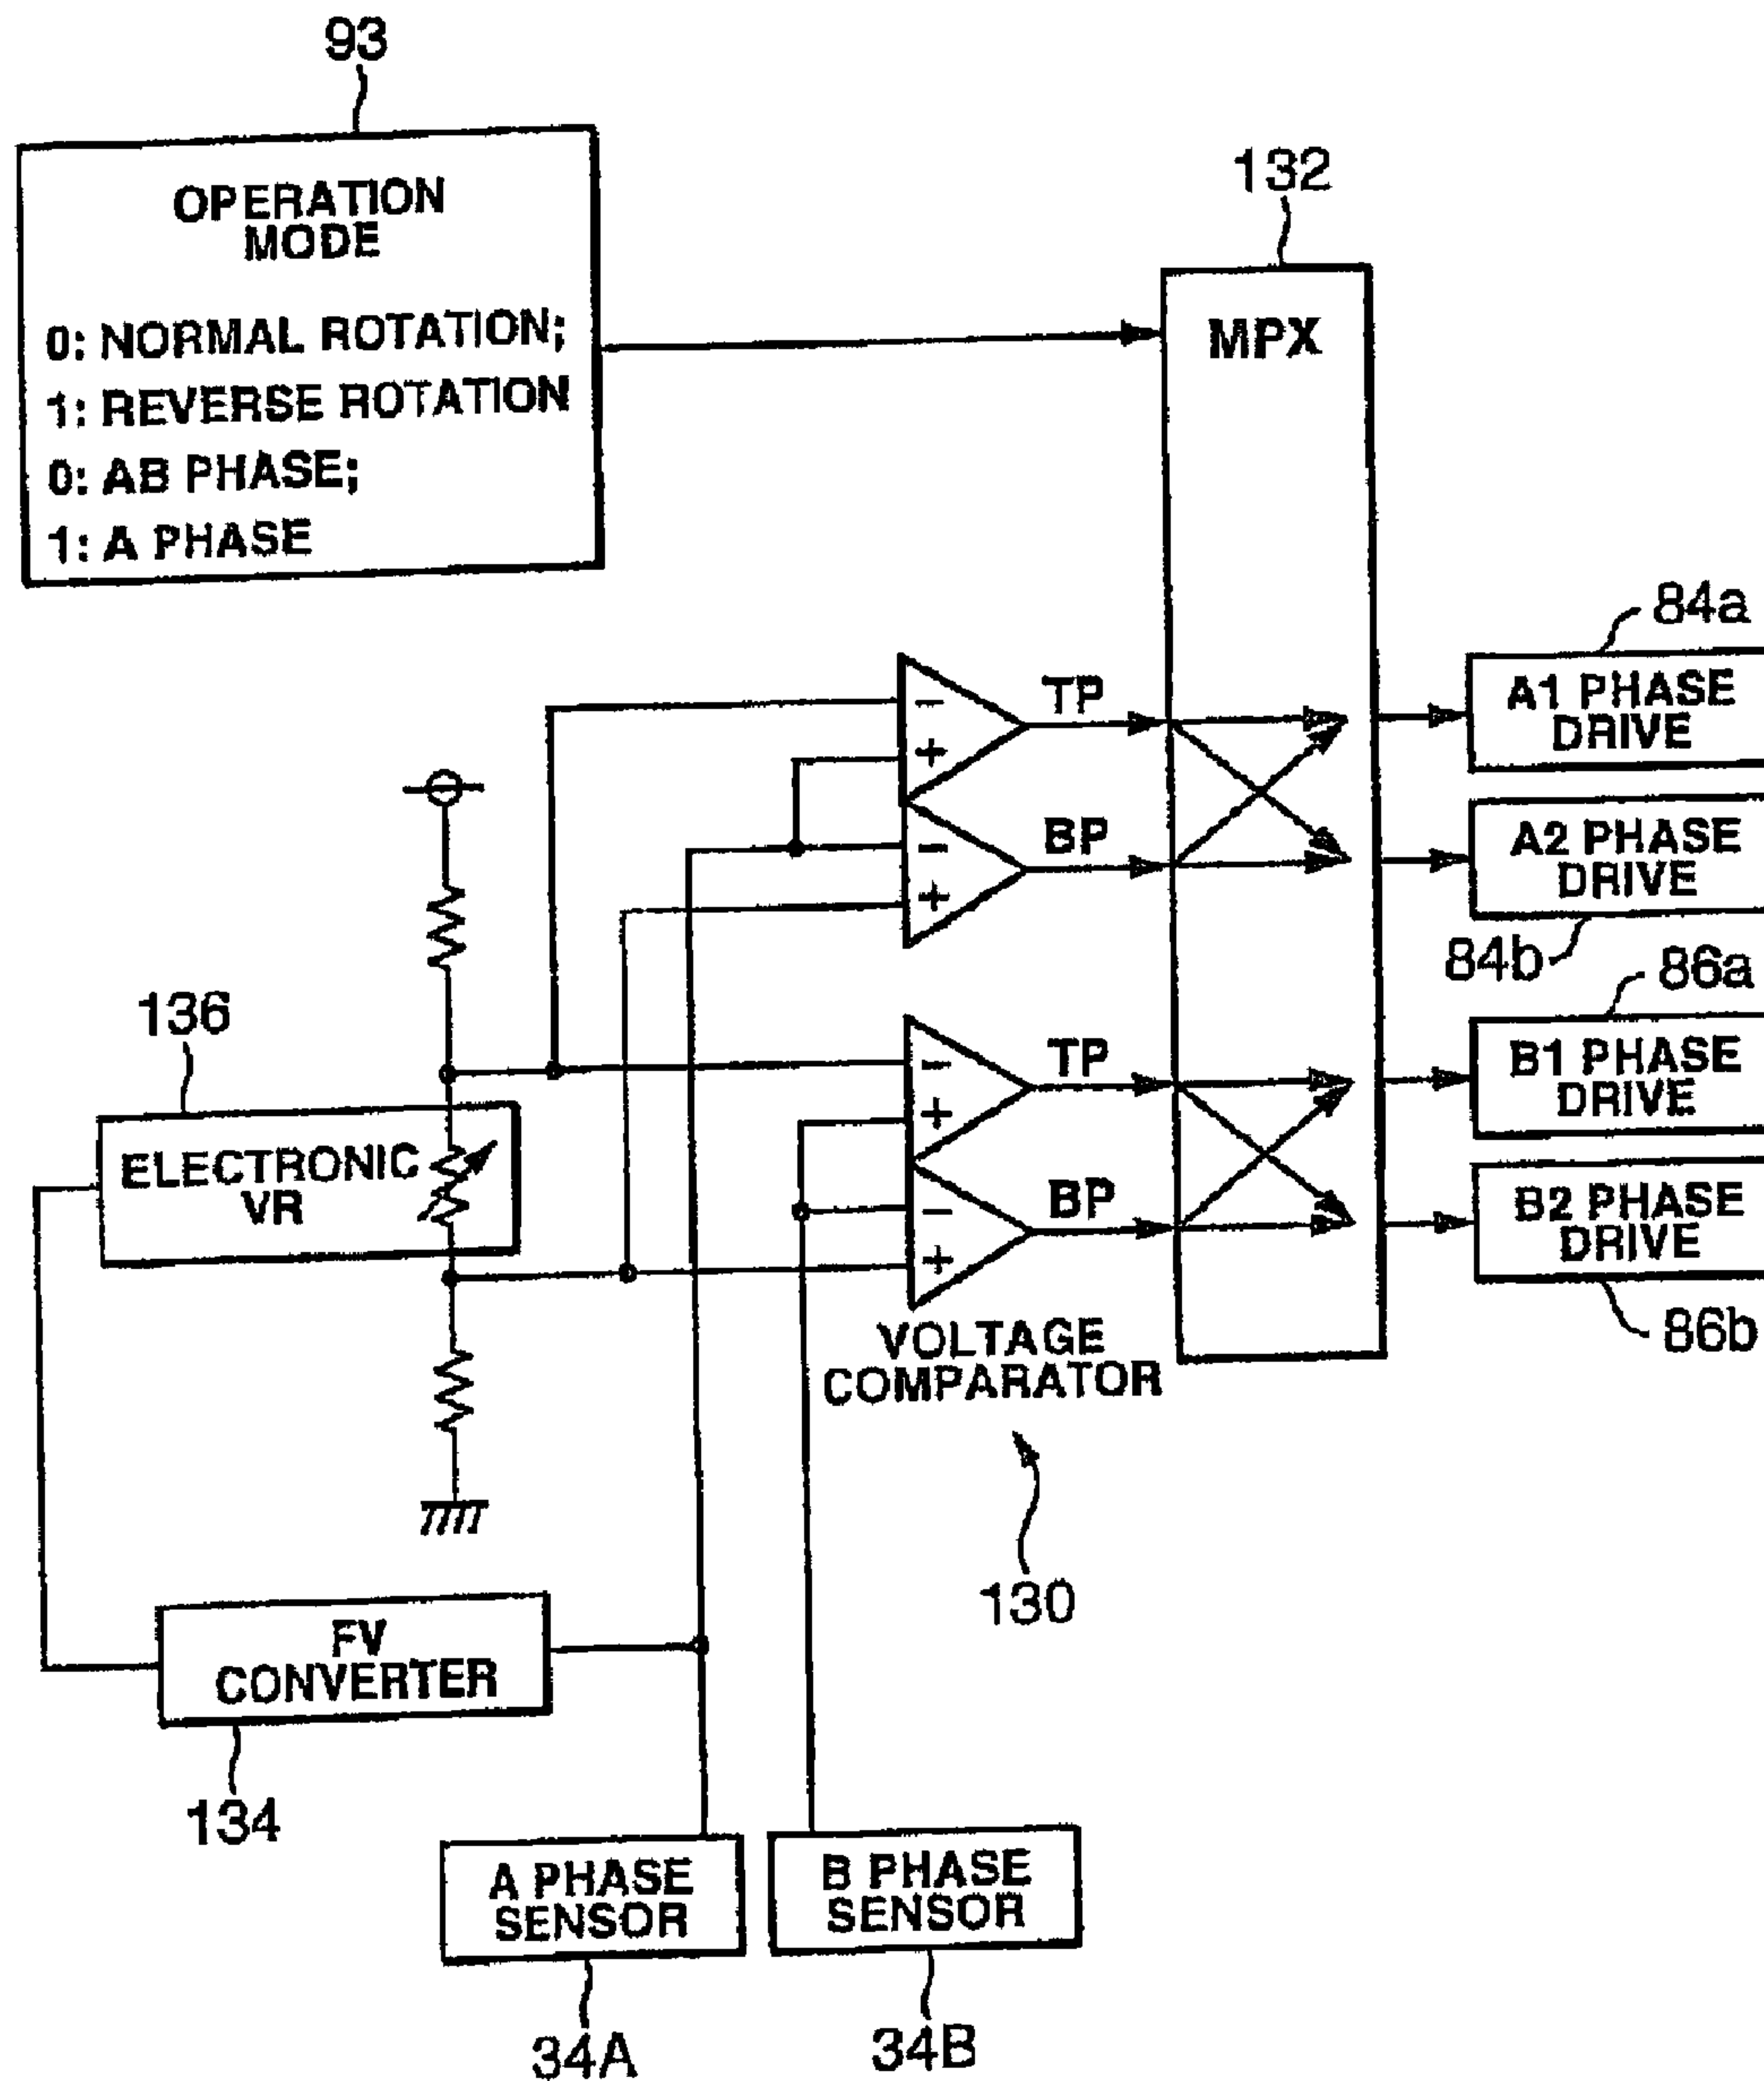 93
OPERATION
MODE
0: NORMAL ROTATION;
1: REVERSE ROTATION
0: AB PHASE;
1: A PHASE
132
MPX
84a
A1 PHASE
DRIVE
A2 PHASE
DRIVE
84b
86a
B1 PHASE
DRIVE
B2 PHASE
DRIVE
86b
TP
−
+
BP
−
+
TP
−
+
BP
−
+
VOLTAGE
COMPARATOR
130
136
ELECTRONIC
VR
FV
CONVERTER
134
A PHASE
SENSOR
34A
B PHASE
SENSOR
34B